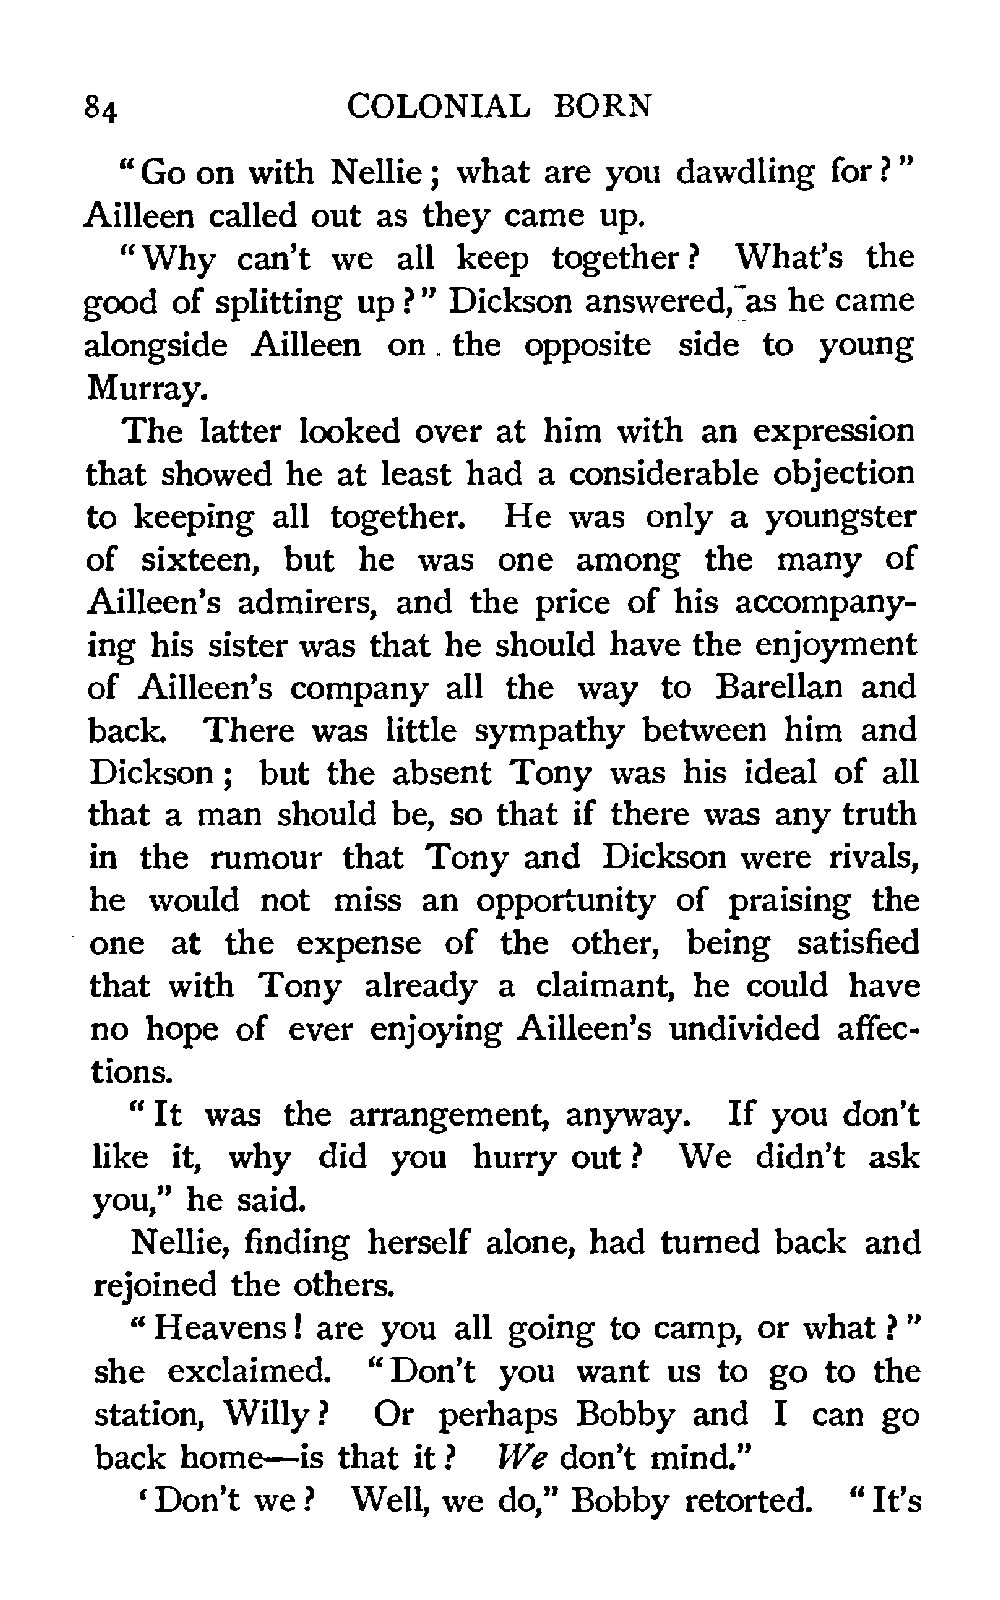 84 COLONIAL BORN
"Go on with Nellie; what are you dawdling for?"
Ailleen called out as they came up.
"Why can't we all keep together? What's the
good of splitting up?" Dickson answered, as he came
alongside Ailleen on . the opposite side to young
Murray.
The latter looked over at him with an expression
that showed he at least had a considerable objection
to keeping all together. He was only a youngster
of sixteen, but he was one among the many of
Ailleen's admirers, and the price of his accompany-
ing his sister was that he should have the enjoyment
of Ailleen's company all the way to Barellan and
back. There was little sympathy between him and
Dickson; but the absent Tony was his ideal of all
that a man should be, so that if there was any truth
in the rumour that Tony and Dickson were rivals,
he would not miss an opportunity of praising the
one at the expense of the other, being satisfied
that with Tony already a claimant, he could have
no hope of ever enjoying Ailleen's undivided affec-
tions.
"It was the arrangement, anyway. If you don't
like it, why did you hurry out? We didn't ask
you," he said.
Nellie, finding herself alone, had turned back and
rejoined the others.
"Heavens! are you all going to camp, or what?"
she exclaimed. "Don't you want us to go to the
station, Willy? Or perhaps Bobby and I can go
back home—is that it? We don't mind."
'Don't we? Well, we do," Bobby retorted. "It's